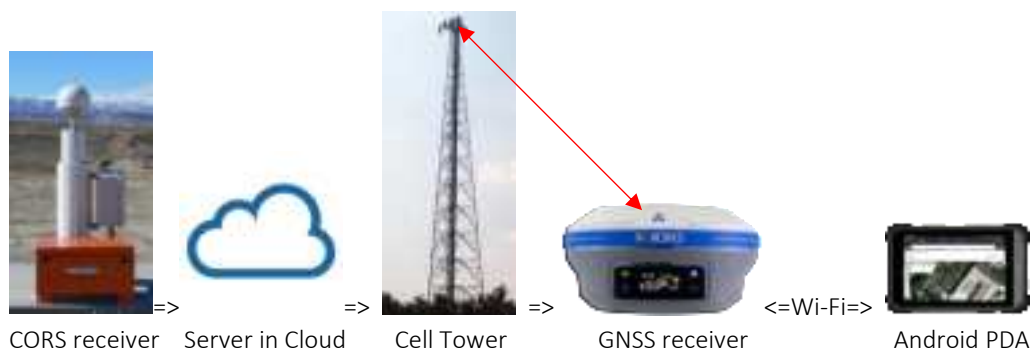 => => => <=Wi-Fi=>
CORS receiver Server in Cloud Cell Tower GNSS receiver Android PDA